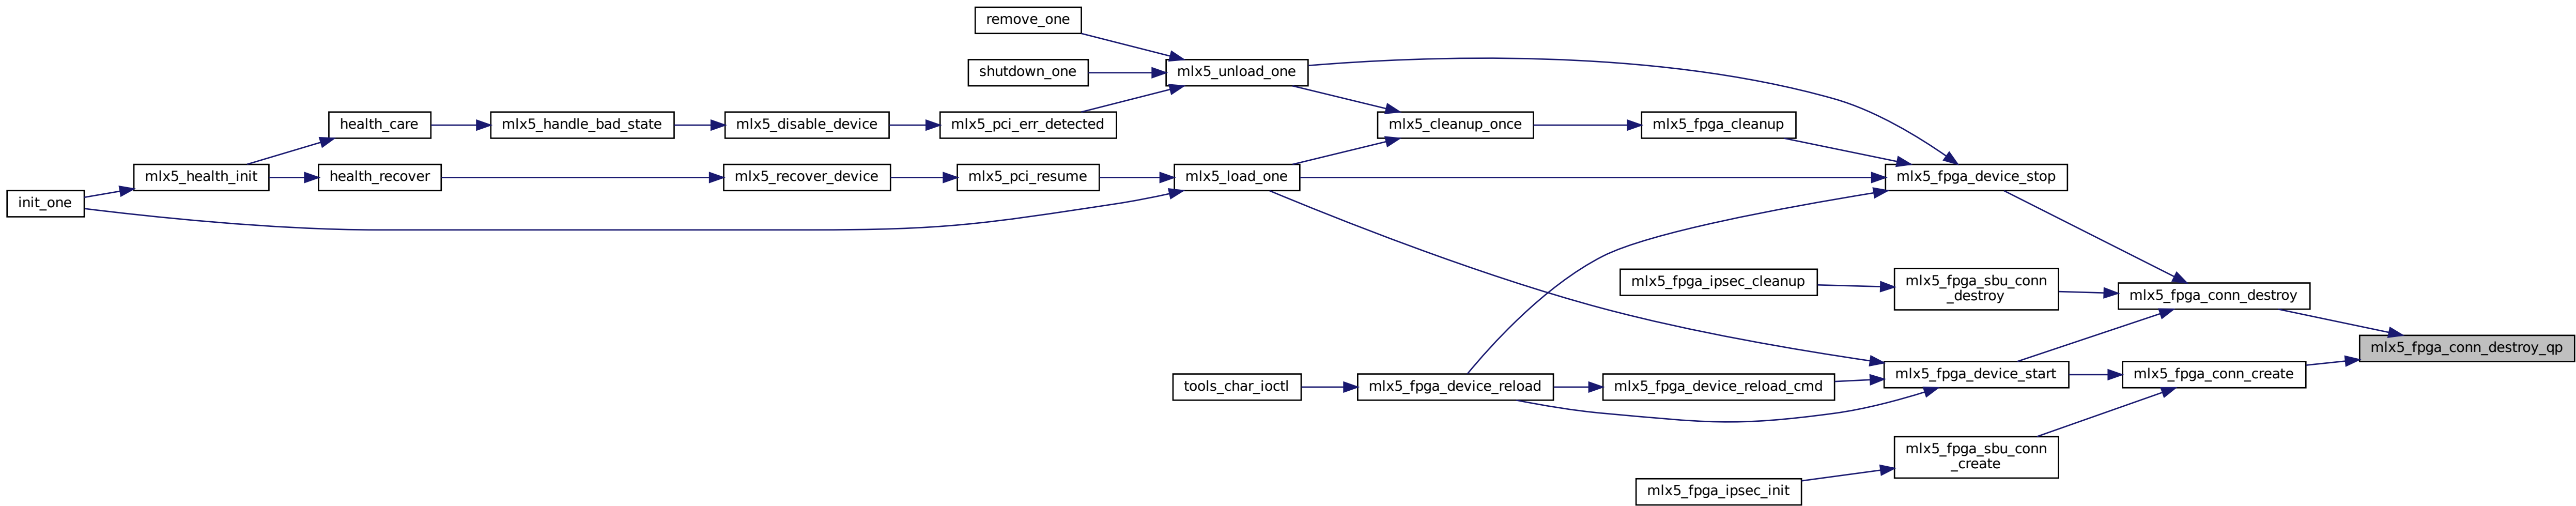 remove_one
shutdown_one
mlx5_unload_one
health_care
mlx5_handle_bad_state
mlx5_disable_device
mlx5_pci_err_detected
mlx5_cleanup_once
mlx5_fpga_cleanup
mlx5_health_init
health_recover
mlx5_recover_device
mlx5_pci_resume
mlx5_load_one
mlx5_fpga_device_stop
init_one
mlx5_fpga_ipsec_cleanup
mlx5_fpga_sbu_conn
_destroy
mlx5_fpga_conn_destroy
mlx5_fpga_conn_destroy_qp
tools_char_ioctl
mlx5_fpga_device_reload
mlx5_fpga_device_reload_cmd
mlx5_fpga_device_start
mlx5_fpga_conn_create
mlx5_fpga_sbu_conn
_create
mlx5_fpga_ipsec_init